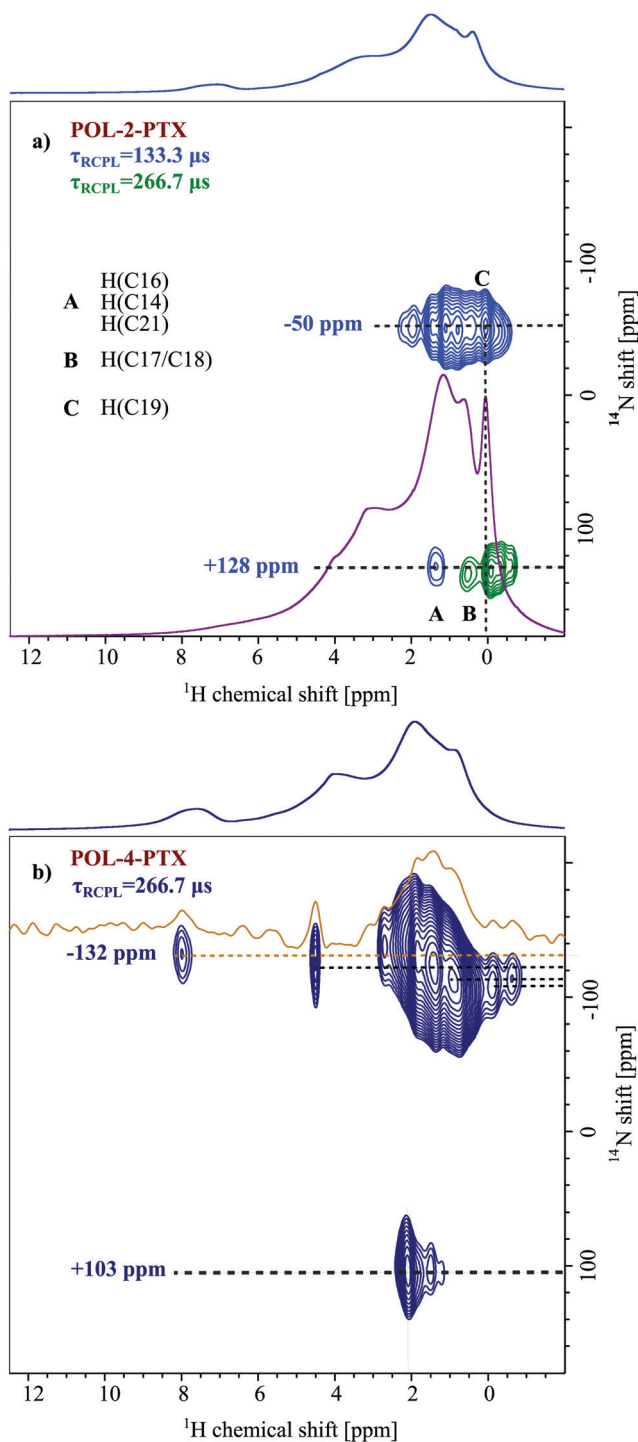 a)
POL-2-PTX
τRCPL=133.3 μs
τRCPL=266.7 μs
A
H(C16)
H(C14)
H(C21)
B H(C17/C18)
C H(C19)
C
-50 ppm
+128 ppm
A B
-100
0
100
¹⁴N shift [ppm]
12 10 8 6 4 2 0
¹H chemical shift [ppm]
b)
POL-4-PTX
τRCPL=266.7 μs
-132 ppm
+103 ppm
-100
0
100
¹⁴N shift [ppm]
12 10 8 6 4 2 0
¹H chemical shift [ppm]